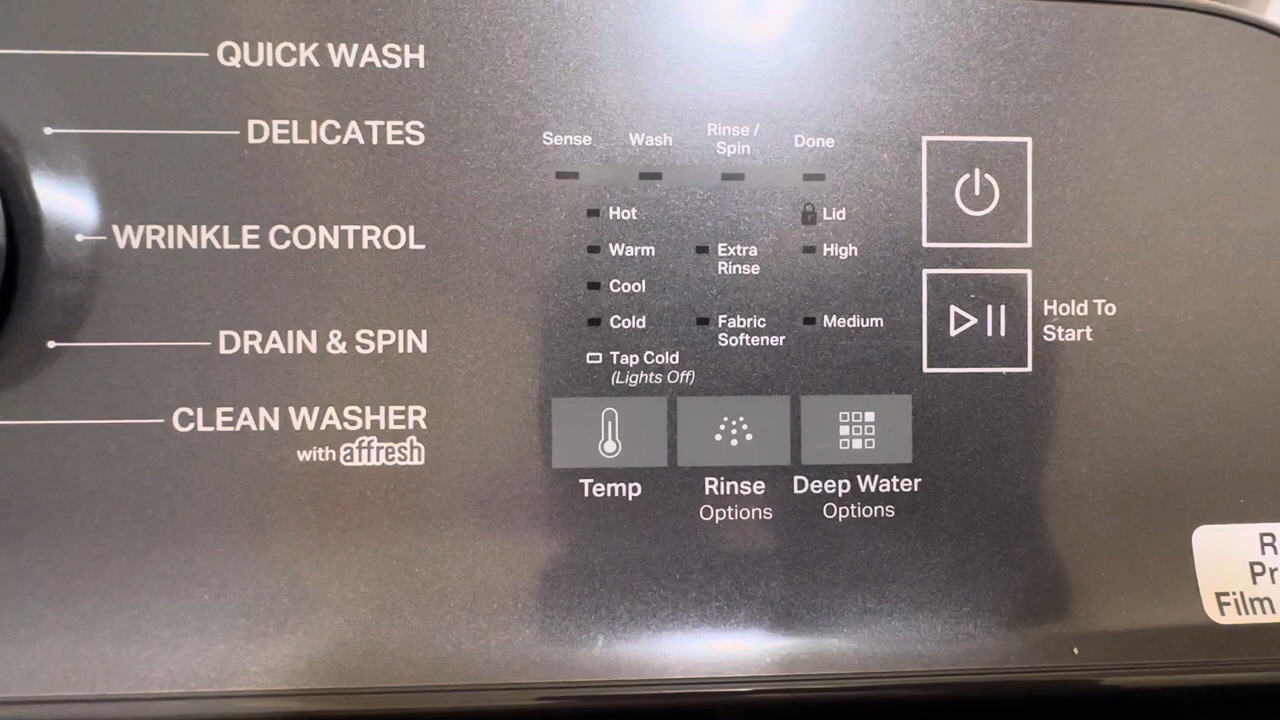 QUICK WASH
DELICATES
WRINKLE CONTROL
DRAIN & SPIN
CLEAN WASHER
with affresh
Sense
Wash
Rinse /
Spin
Done
Hot
Warm
Cool
Cold
Tap Cold
(Lights Off)
Extra
Rinse
Fabric
Softener
Lid
High
Medium
Hold To
Start
Temp
Rinse
Options
Deep Water
Options
R
Pr
Film